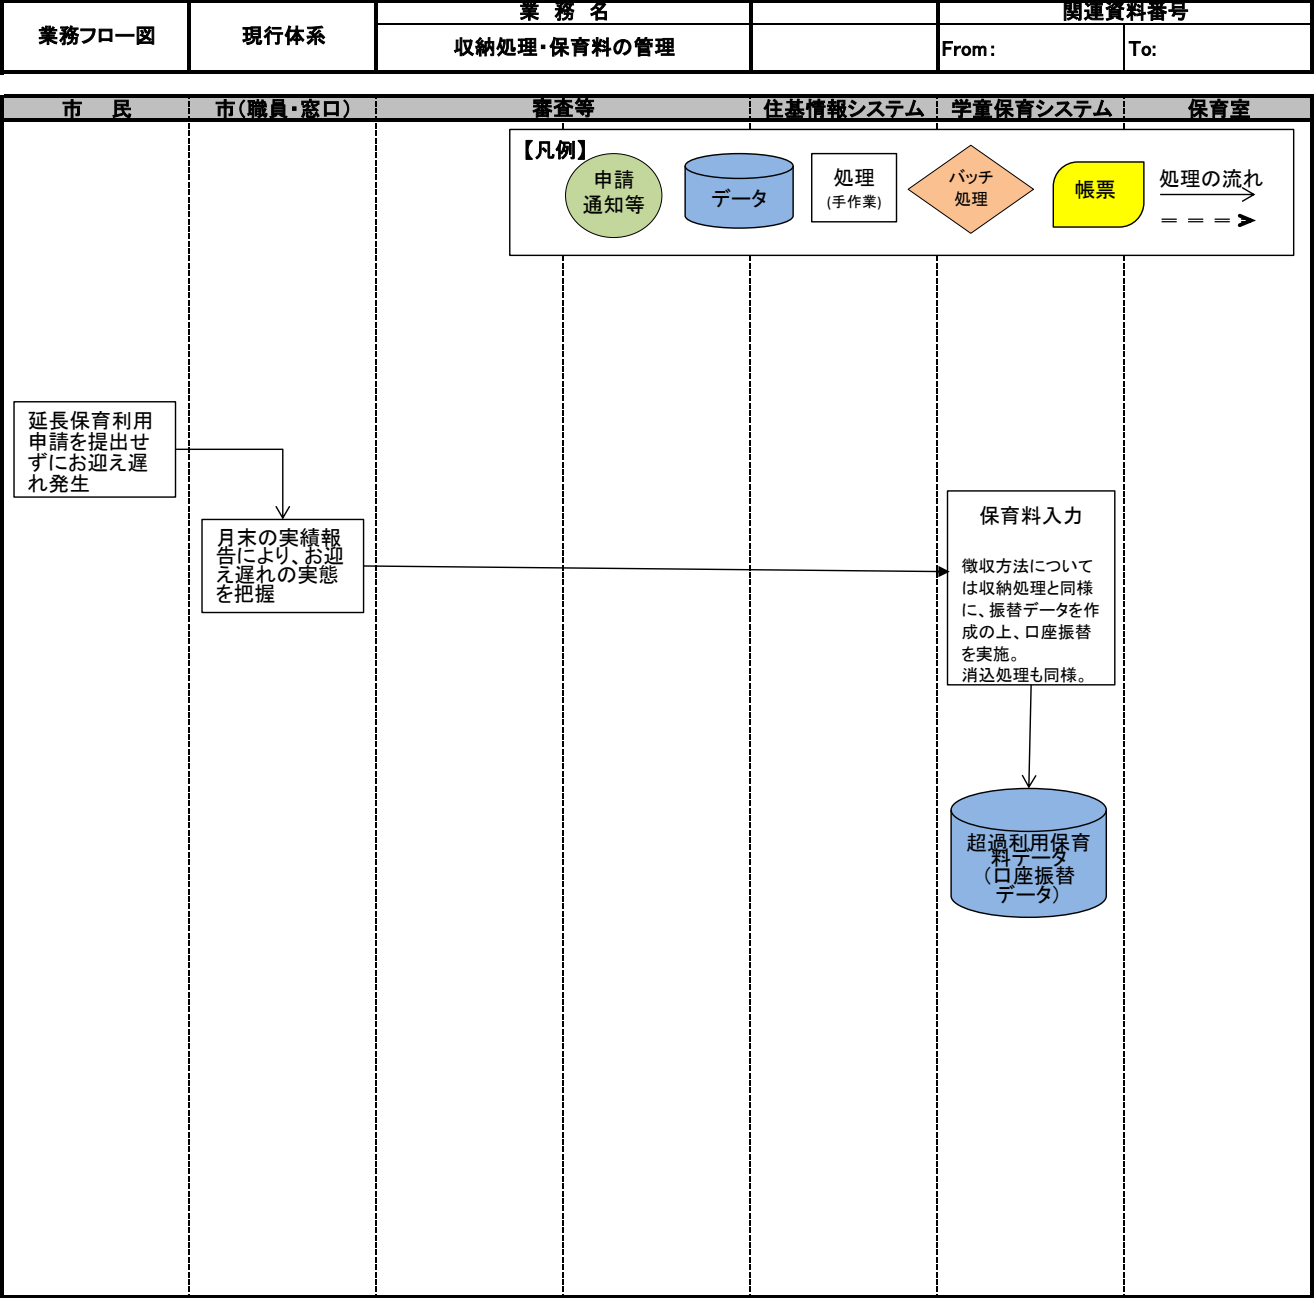 業務フロー図
現行体系
業 務 名
収納処理・保育料の管理
関連資料番号
From:
To:
市 民
市(職員・窓口)
審査等
住基情報システム
学童保育システム
保育室
【凡例】
申請
通知等
データ
処理
(手作業)
バッチ
処理
帳票
処理の流れ
延長保育利用
申請を提出せ
ずにお迎え遅
れ発生
月末の実績報
告により、お迎
え遅れの実態
を把握
保育料入力
徴収方法について
は収納処理と同様
に、振替データを作
成の上、口座振替
を実施。
消込処理も同様。
超過利用保育
料データ
(口座振替
データ)